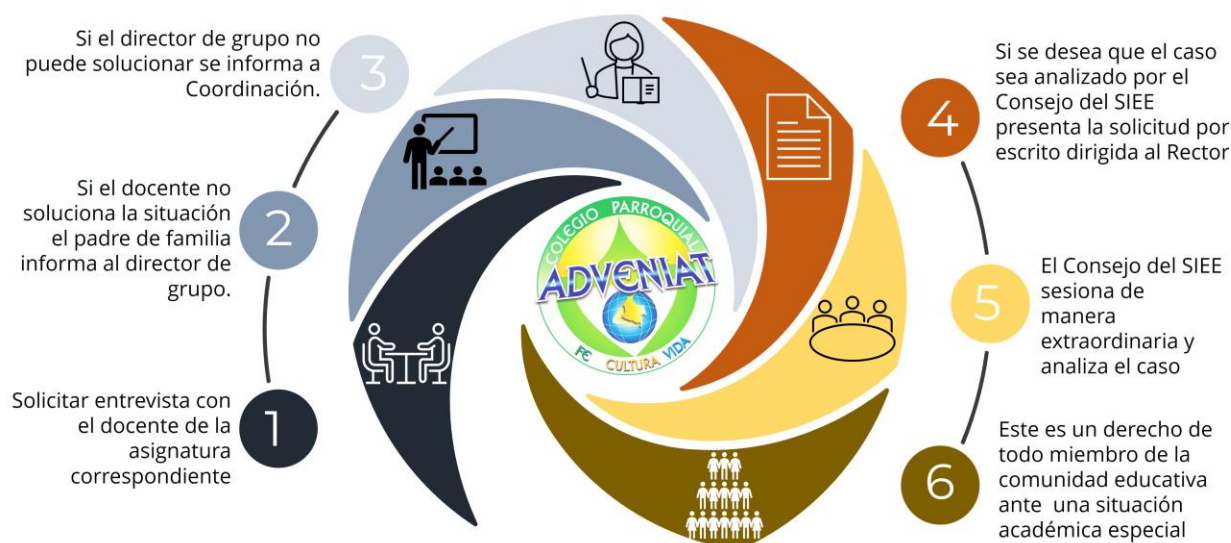 Solicitar entrevista con
el docente de la
asignatura
correspondiente
1
Si el docente no
soluciona la situación
el padre de familia
informa al director de
grupo.
2
Si el director de grupo no
puede solucionar se informa a
Coordinación.
3
Si se desea que el caso
sea analizado por el
Consejo del SIEE
presenta la solicitud por
escrito dirigida al Rector
4
El Consejo del SIEE
sesiona de
manera
extraordinaria y
analiza el caso
5
Este es un derecho de
todo miembro de la
comunidad educativa
ante una situación
académica especial
6
COLEGIO PARROQUIAL
ADVENIAT
FE CULTURA VIDA